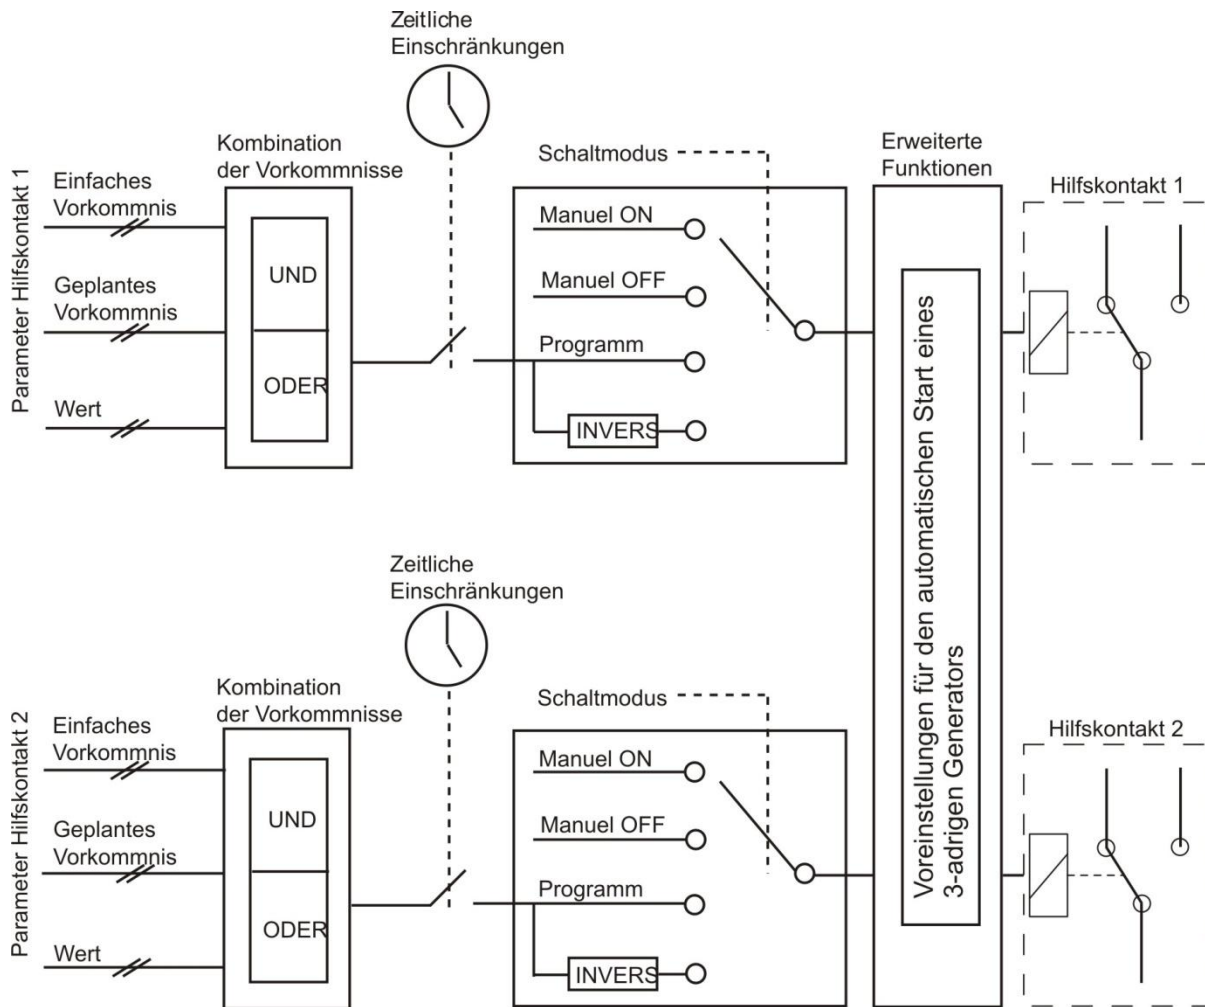 Zeitliche
Einschränkungen
Kombination
der Vorkommnisse
Schaltmodus
Erweiterte
Funktionen
Hilfskontakt 1
Parameter Hilfskontakt 1
Einfaches
Vorkommnis
Geplantes
Vorkommnis
Wert
UND
ODER
Manuel ON
Manuel OFF
Programm
INVERS
Voreinstellungen für den automatischen Start eines
3-adrigen Generators
Zeitliche
Einschränkungen
Kombination
der Vorkommnisse
Schaltmodus
Hilfskontakt 2
Parameter Hilfskontakt 2
Einfaches
Vorkommnis
Geplantes
Vorkommnis
Wert
UND
ODER
Manuel ON
Manuel OFF
Programm
INVERS